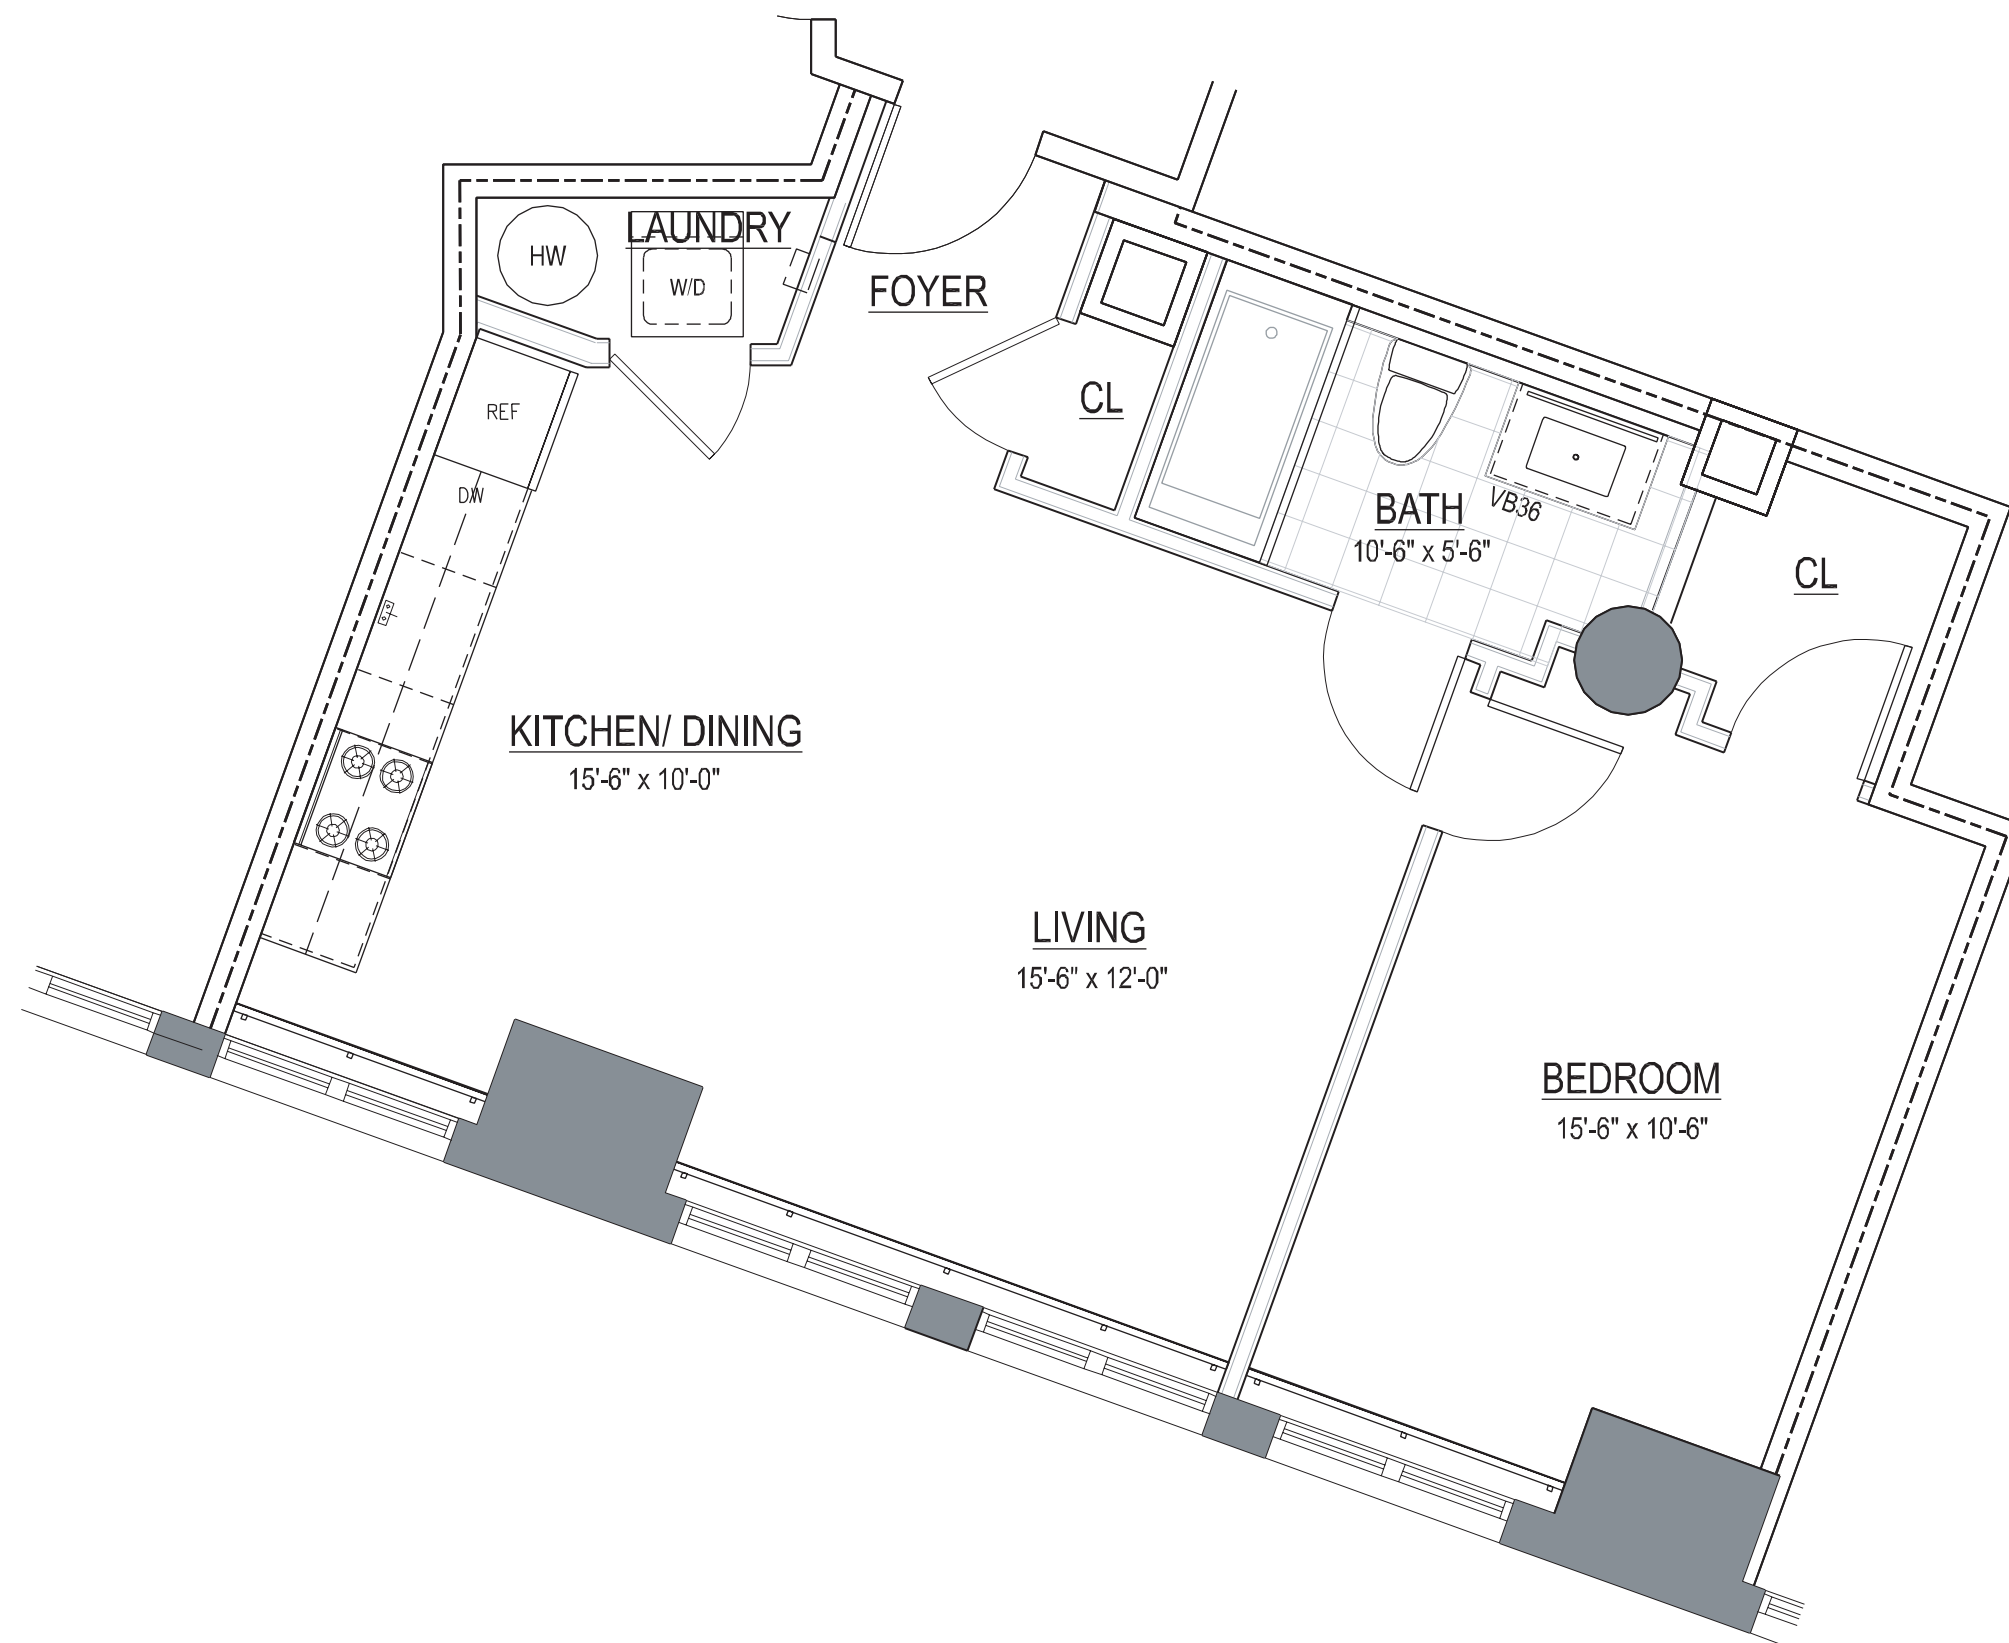 LAUNDRY
HW
W/D
FOYER
REF
CL
DW
BATH
VB36
10'-6" x 5'-6"
CL
KITCHEN/ DINING
15'-6" x 10'-0"
LIVING
15'-6" x 12'-0"
BEDROOM
15'-6" x 10'-6"